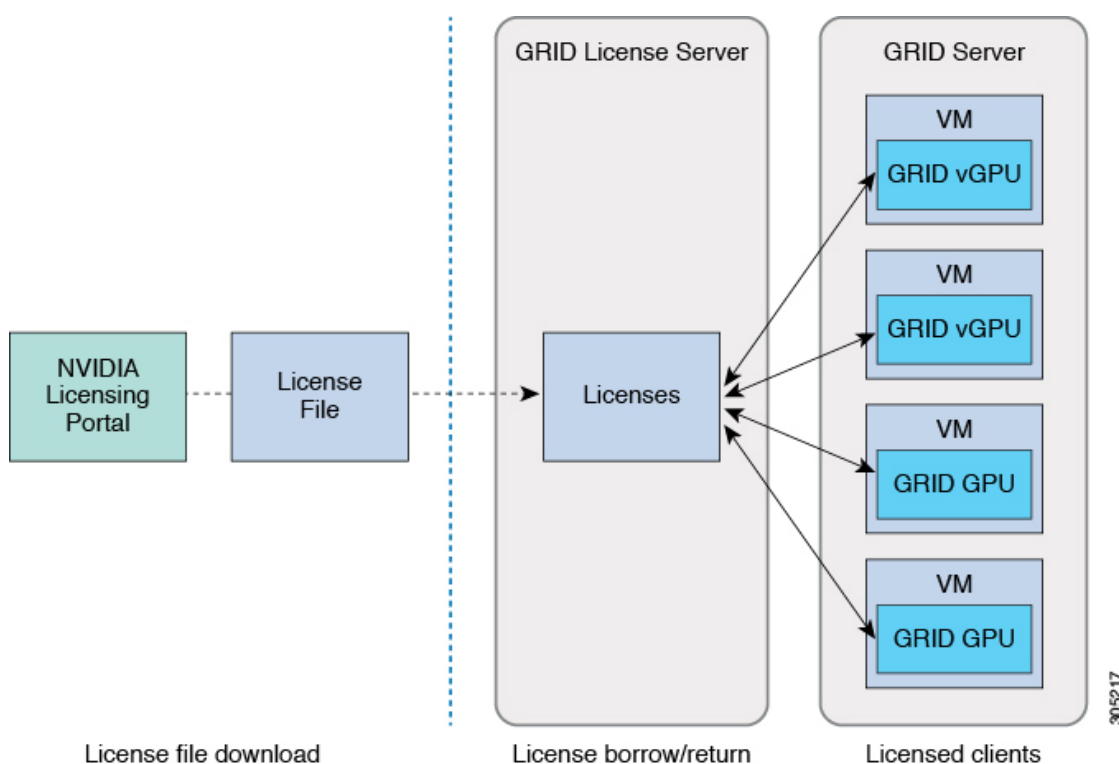 GRID License Server
GRID Server
VM
GRID vGPU
VM
GRID vGPU
NVIDIA
Licensing
Portal
License
File
Licenses
VM
GRID GPU
VM
GRID GPU
305217
License file download
License borrow/return
Licensed clients